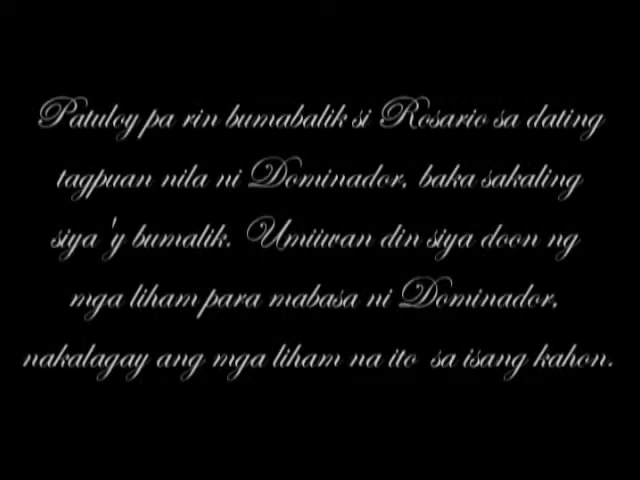 Patuloy pa rin bumabalik si Rosario sa dating
tagpuan nila ni Dominador, baka sakaling
siya 'y bumalik. Umiiwan din siya doon ng
mga liham para mabasa ni Dominador,
nakalagay ang mga liham na ito sa isang kahon.